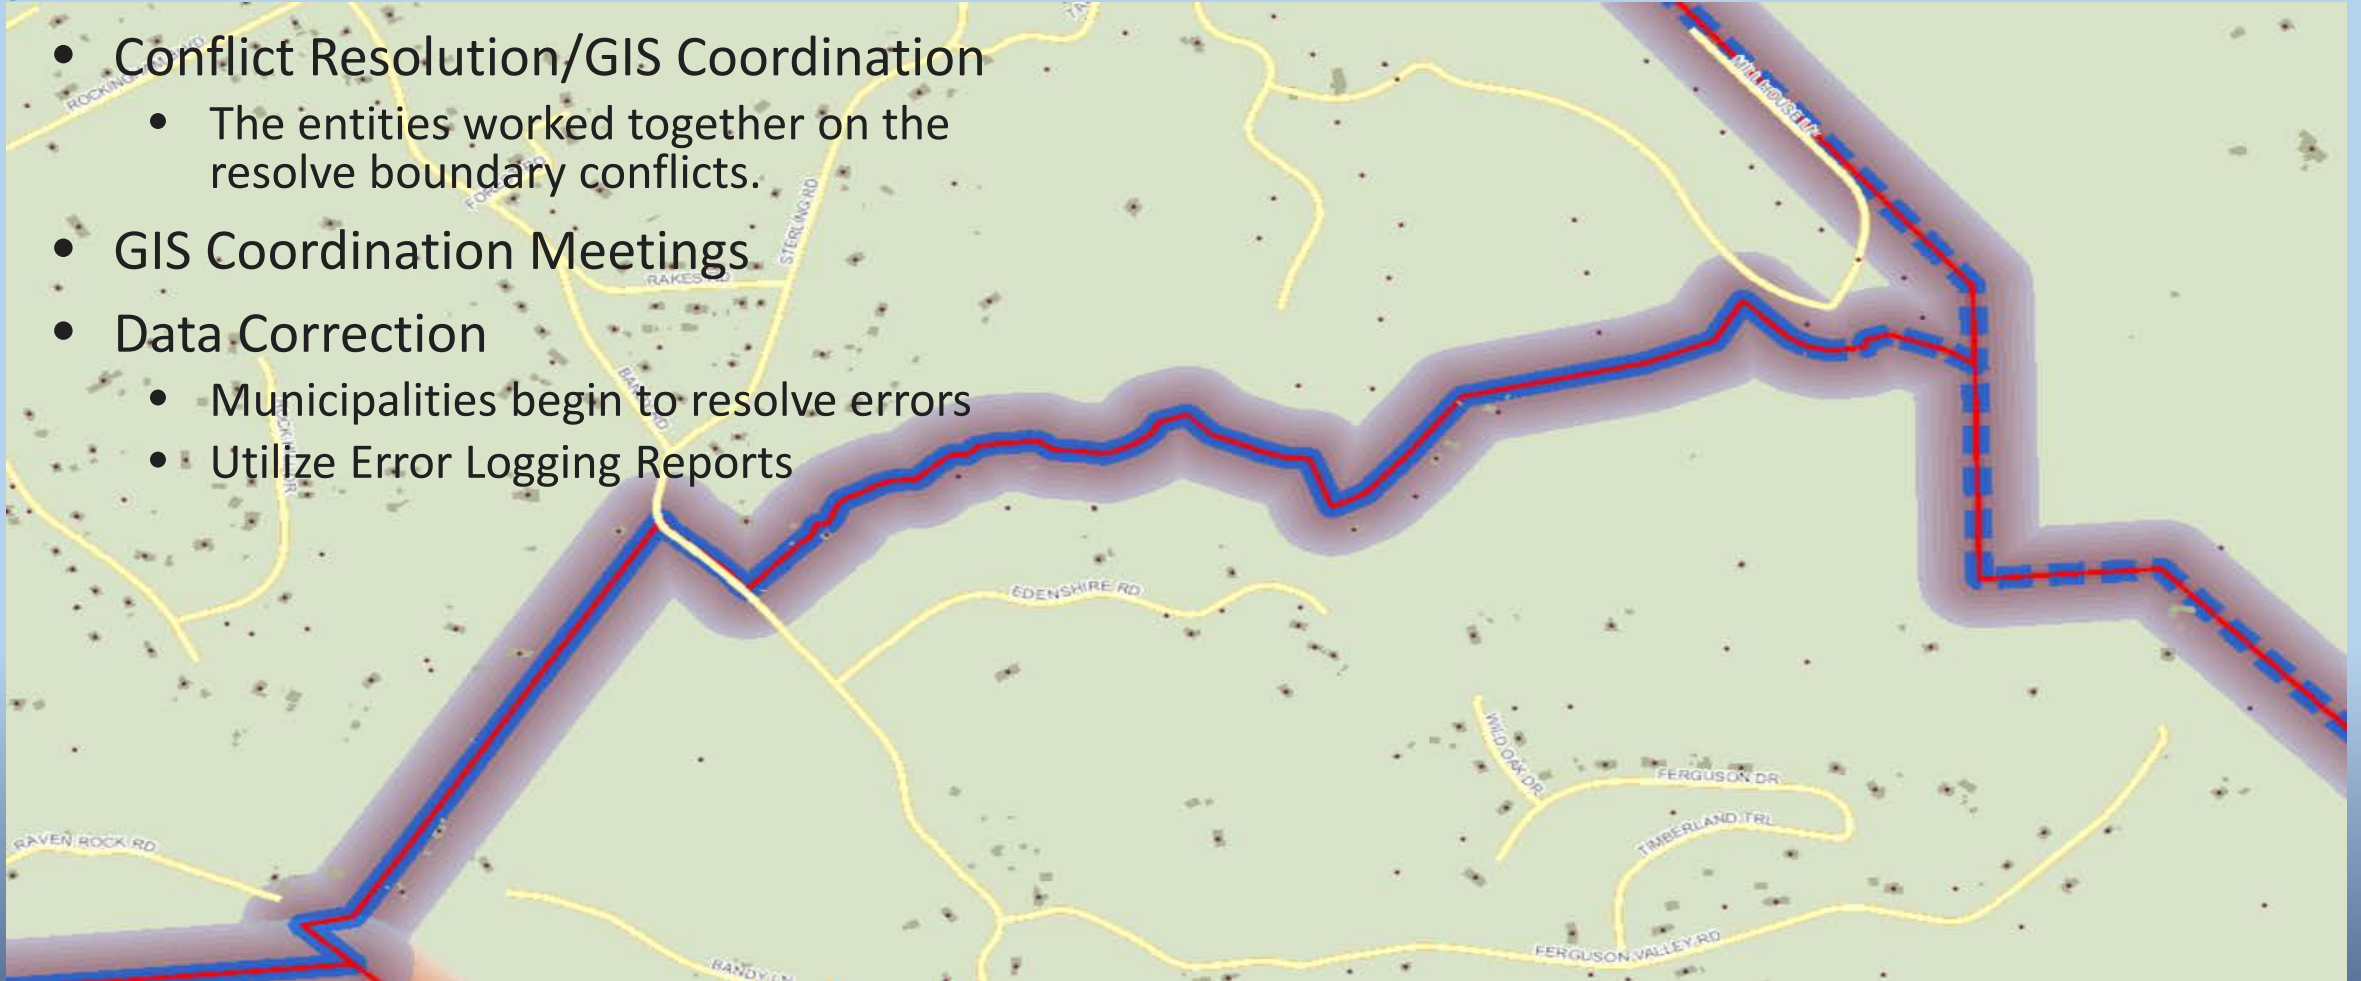 • Conflict Resolution/GIS Coordination
• The entities worked together on the
resolve boundary conflicts.
• GIS Coordination Meetings
• Data Correction
• Municipalities begin to resolve errors
• Utilize Error Logging Reports
STERLING RD
RAKES RD
MILLHOUSE LN
EDENSHIRE RD
WILD OAK DR
FERGUSON DR
TIMBERLAND TRL
RAVEN ROCK RD
FERGUSON VALLEY RD
BANDY LN